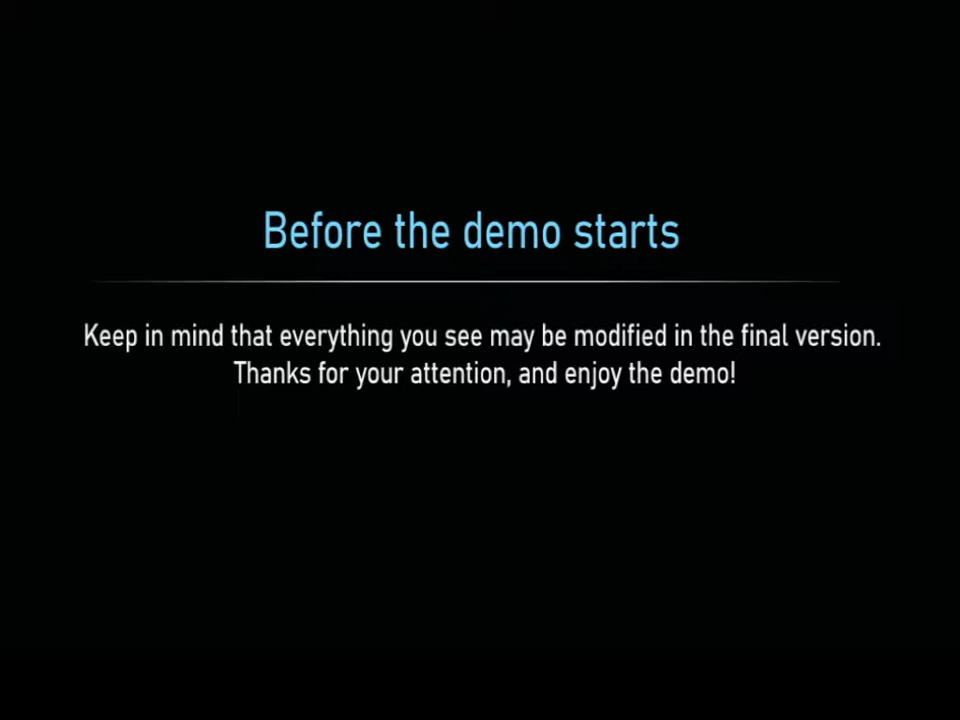 Before the demo starts
Keep in mind that everything you see may be modified in the final version.
Thanks for your attention, and enjoy the demo!